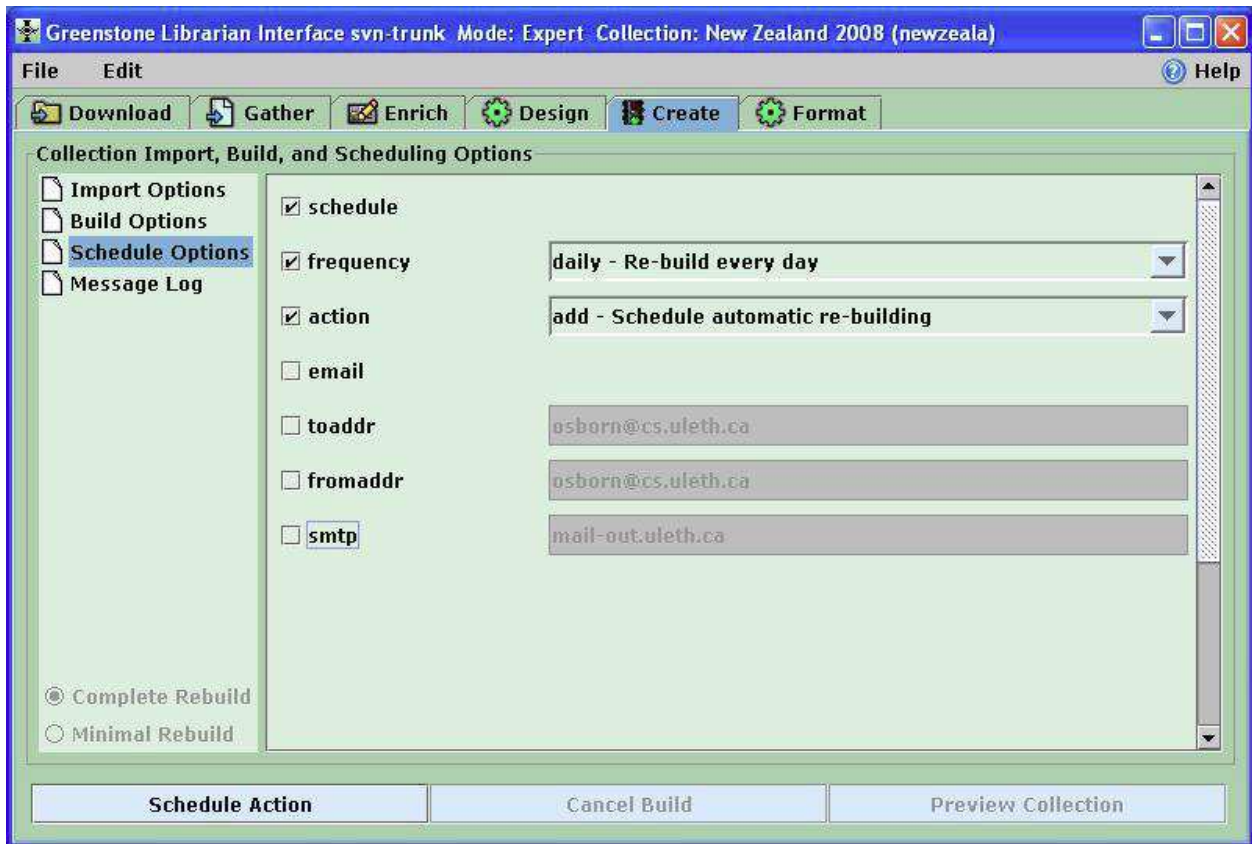 Greenstone Librarian Interface svn-trunk Mode: Expert Collection: New Zealand 2008 (newzeala)
File Edit Help
Download Gather Enrich Design Create Format
Collection Import, Build, and Scheduling Options
Import Options
Build Options
Schedule Options
Message Log
schedule
frequency daily - Re-build every day
action add - Schedule automatic re-building
email
toaddr osborn@cs.uleth.ca
fromaddr osborn@cs.uleth.ca
smtp mail-out.uleth.ca
Complete Rebuild
Minimal Rebuild
Schedule Action Cancel Build Preview Collection